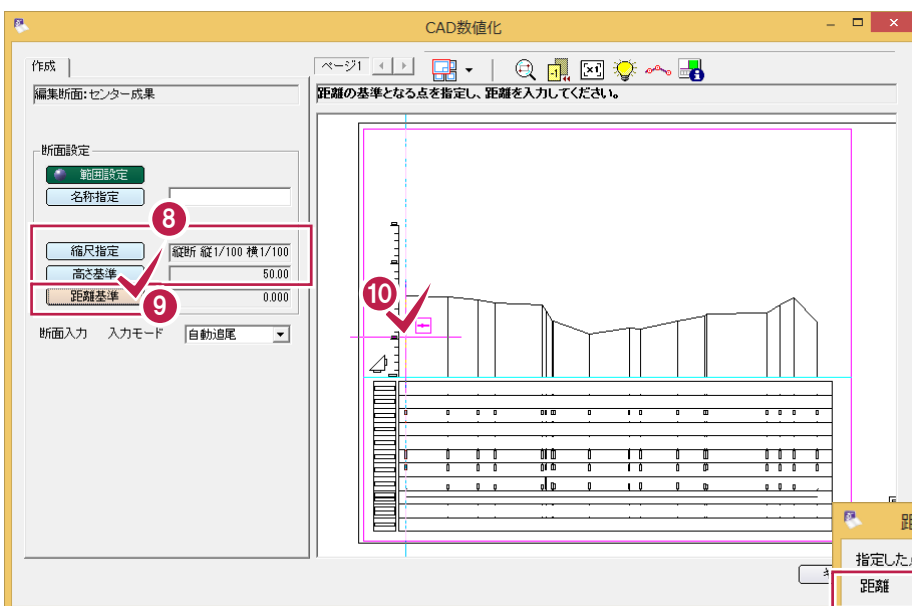 CAD数値化
作成
ページ1
編集断面:センター成果
距離の基準となる点を指定し、距離を入力してください。
断面設定
範囲設定
名称指定
8
縮尺指定 縦断 縦1/100 横1/100
高さ基準 50.00
距離基準 0.000
9
10
断面入力 入力モード 自動追尾
指定した
距離